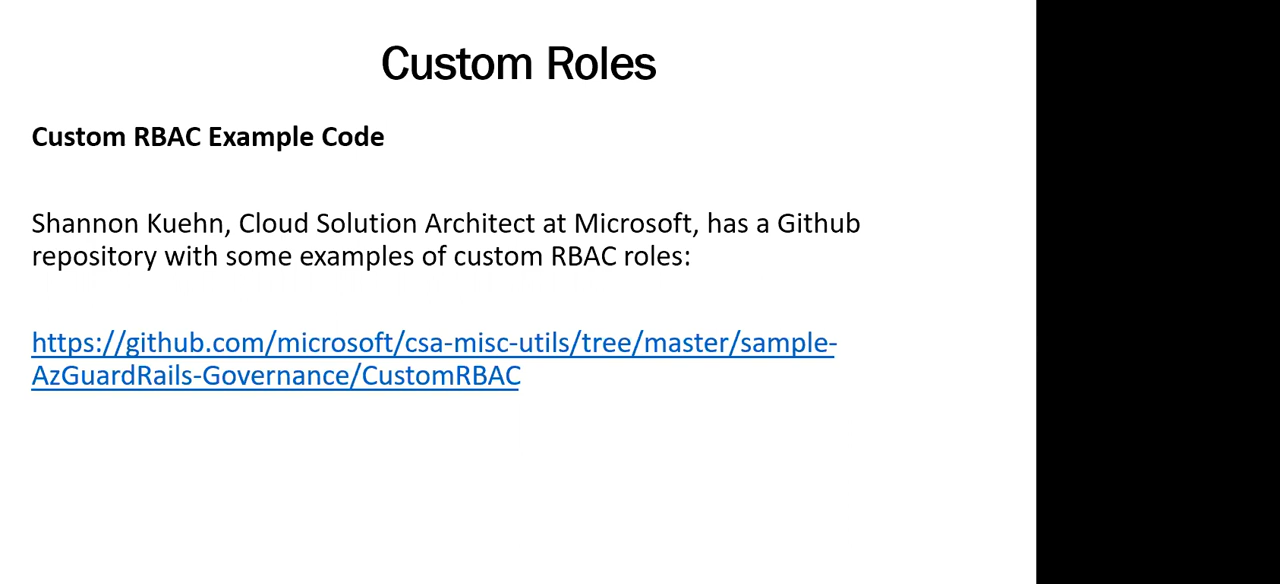 Custom Roles
Custom RBAC Example Code
Shannon Kuehn, Cloud Solution Architect at Microsoft, has a Github
repository with some examples of custom RBAC roles:
https://github.com/microsoft/csa-misc-utils/tree/master/sample-
AzGuardRails-Governance/CustomRBAC